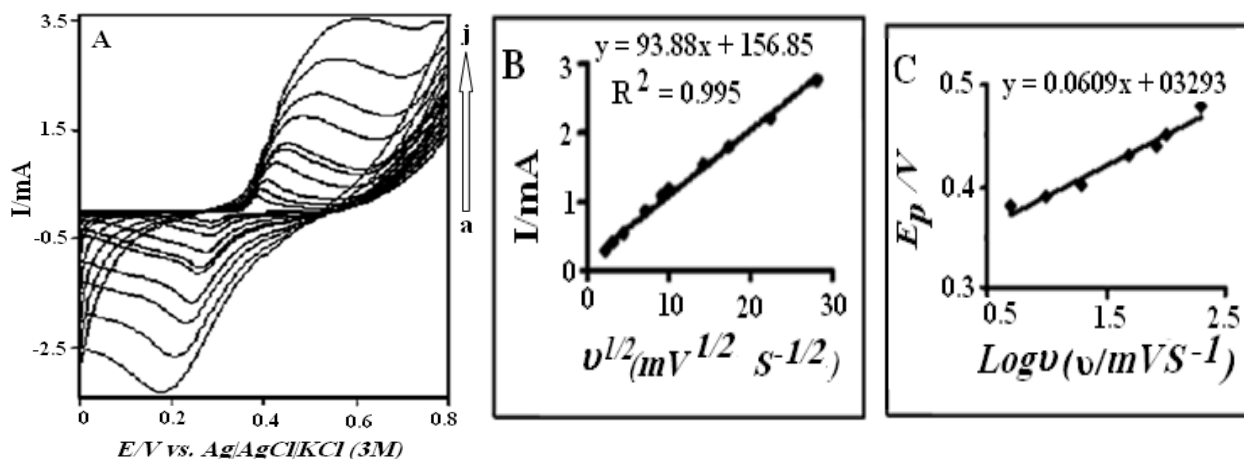 A
3.5
1.5
-0.5
-2.5
I/mA
0
0.2
0.4
0.6
0.8
E/V vs. Ag|AgCl|KCl (3M)
j
a
B
y = 93.88x + 156.85
R² = 0.995
3
2
1
0
I/mA
0
10
20
30
υ^1/2(mV^1/2 S^-1/2)
C
y = 0.0609x + 03293
0.5
0.4
0.3
Ep/V
0.5
1.5
2.5
Logυ(υ/mVS^-1)